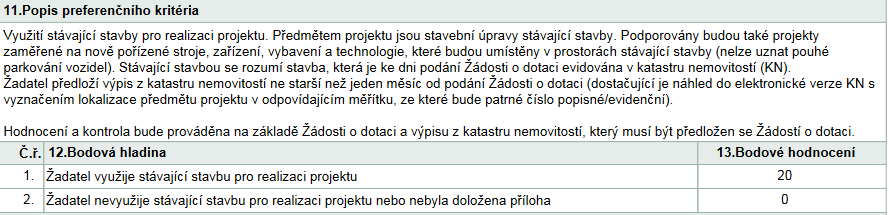 11.Popis preferenčního kritéria
Využití stávající stavby pro realizaci projektu. Předmětem projektu jsou stavební úpravy stávající stavby. Podporovány budou také projekty
zaměřené na nově pořízené stroje, zařízení, vybavení a technologie, které budou umístěny v prostorách stávající stavby (nelze uznat pouhé
parkování vozidel). Stávající stavbou se rozumí stavba, která je ke dni podání Žádosti o dotaci evidována v katastru nemovitostí (KN).
Žadatel předloží výpis z katastru nemovitostí ne starší než jeden měsíc od podání Žádosti o dotaci (dostačující je náhled do elektronické verze KN s
vyznačením lokalizace předmětu projektu v odpovídajícím měřítku, ze které bude patrné číslo popisné/evidenční).
Hodnocení a kontrola bude prováděna na základě Žádosti o dotaci a výpisu z katastru nemovitostí, který musí být předložen se Žádostí o dotaci.
Č.ř. 12.Bodová hladina 13.Bodové hodnocení
1. Žadatel využije stávající stavbu pro realizaci projektu 20
2. Žadatel nevyužije stávající stavbu pro realizaci projektu nebo nebyla doložena příloha 0